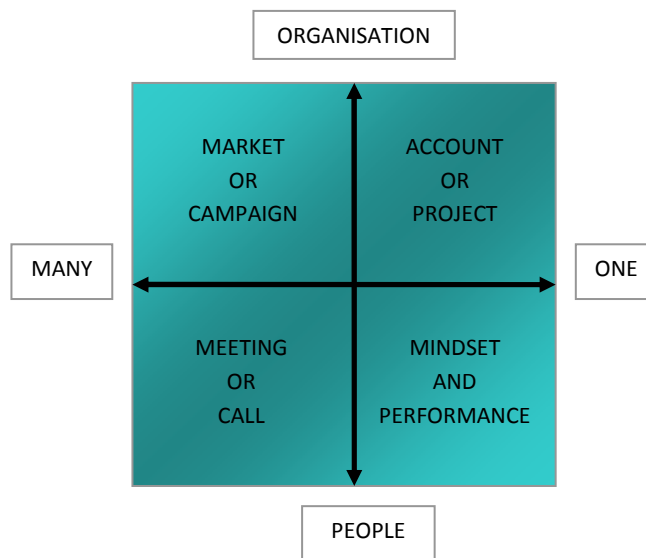 ORGANISATION
MARKET
OR
CAMPAIGN
ACCOUNT
OR
PROJECT
MANY
ONE
MEETING
OR
CALL
MINDSET
AND
PERFORMANCE
PEOPLE